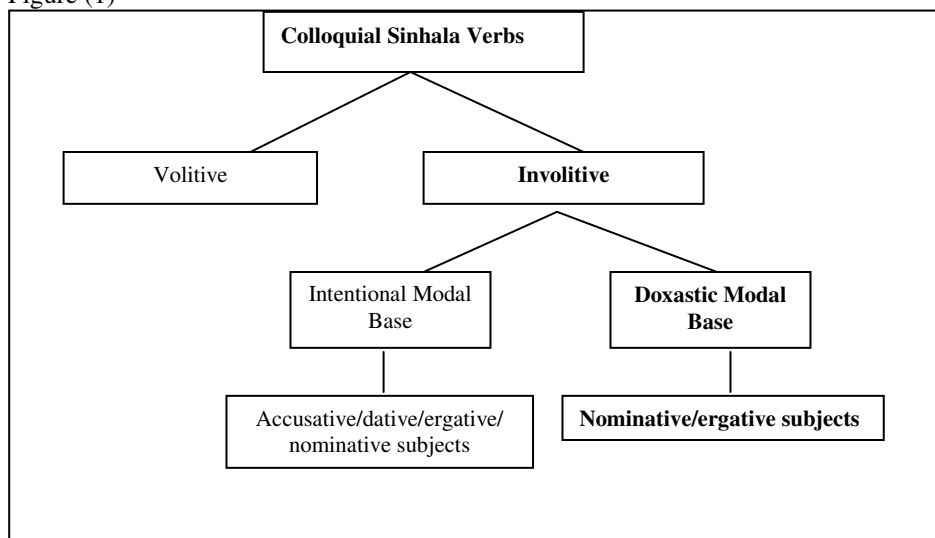 Figure (1)
Colloquial Sinhala Verbs
Volitive
Involitive
Intentional Modal
Base
Doxastic Modal
Base
Accusative/dative/ergative/
nominative subjects
Nominative/ergative subjects